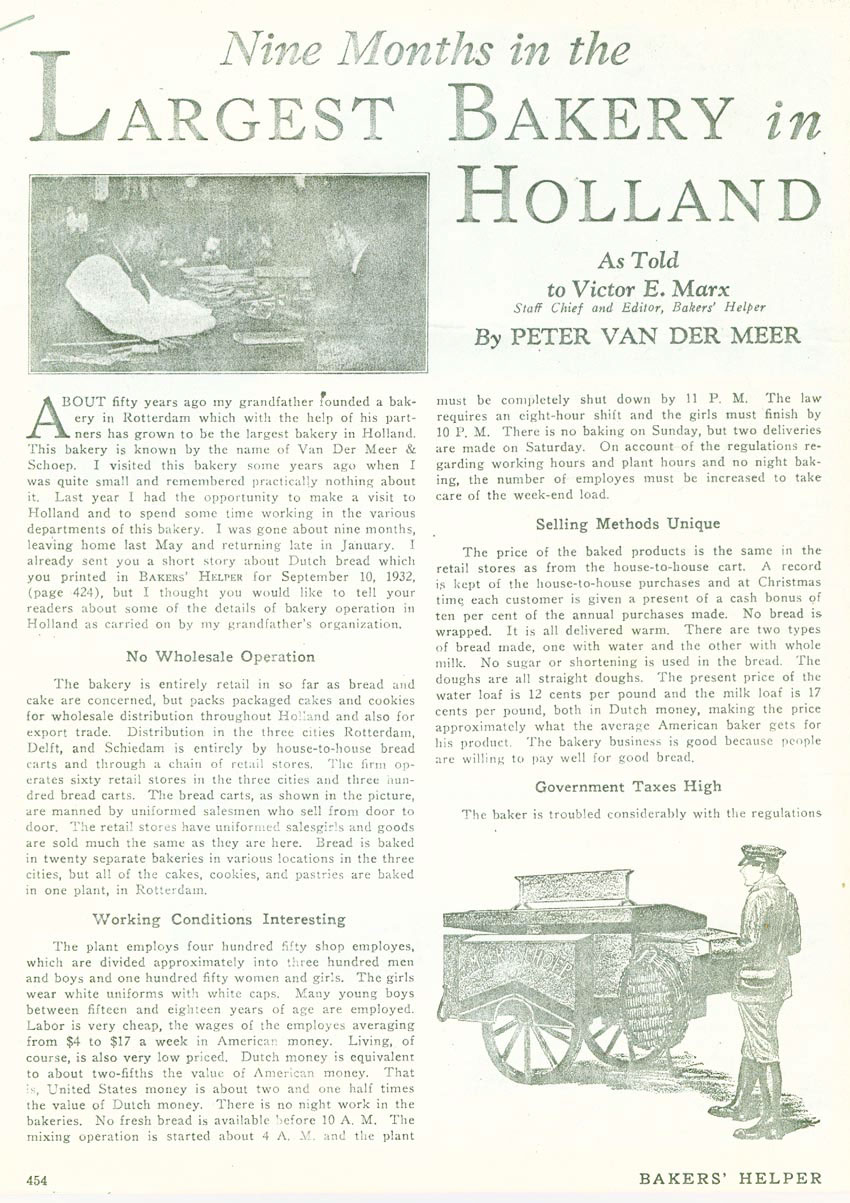 Nine Months in the
LARGEST BAKERY in
HOLLAND
As Told
to Victor E. Marx
Staff Chief and Editor, Bakers' Helper
By PETER VAN DER MEER
ABOUT fifty years ago my grandfather founded a bak-
ery in Rotterdam which with the help of his part-
ners has grown to be the largest bakery in Holland.
This bakery is known by the name of Van Der Meer &
Schoep. I visited this bakery some years ago when I
was quite small and remembered practically nothing about
it. Last year I had the opportunity to make a visit to
Holland and to spend some time working in the various
departments of this bakery. I was gone about nine months,
leaving home last May and returning late in January. I
already sent you a short story about Dutch bread which
you printed in BAKERS' HELPER for September 10, 1932,
(page 424), but I thought you would like to tell your
readers about some of the details of bakery operation in
Holland as carried on by my grandfather's organization.
No Wholesale Operation
The bakery is entirely retail in so far as bread and
cake are concerned, but packs packaged cakes and cookies
for wholesale distribution throughout Holland and also for
export trade. Distribution in the three cities Rotterdam,
Delft, and Schiedam is entirely by house-to-house bread
carts and through a chain of retail stores. The firm op-
erates sixty retail stores in the three cities and three hun-
dred bread carts. The bread carts, as shown in the picture,
are manned by uniformed salesmen who sell from door to
door. The retail stores have uniformed salesgirls and goods
are sold much the same as they are here. Bread is baked
in twenty separate bakeries in various locations in the three
cities, but all of the cakes, cookies, and pastries are baked
in one plant, in Rotterdam.
Working Conditions Interesting
The plant employs four hundred fifty shop employes,
which are divided approximately into three hundred men
and boys and one hundred fifty women and girls. The girls
wear white uniforms with white caps. Many young boys
between fifteen and eighteen years of age are employed.
Labor is very cheap, the wages of the employes averaging
from $4 to $17 a week in American money. Living, of
course, is also very low priced. Dutch money is equivalent
to about two-fifths the value of American money. That
is, United States money is about two and one half times
the value of Dutch money. There is no night work in the
bakeries. No fresh bread is available before 10 A. M. The
mixing operation is started about 4 A. M. and the plant
must be completely shut down by 11 P. M. The law
requires an eight-hour shift and the girls must finish by
10 P. M. There is no baking on Sunday, but two deliveries
are made on Saturday. On account of the regulations re-
garding working hours and plant hours and no night bak-
ing, the number of employes must be increased to take
care of the week-end load.
Selling Methods Unique
The price of the baked products is the same in the
retail stores as from the house-to-house cart. A record
is kept of the house-to-house purchases and at Christmas
time each customer is given a present of a cash bonus of
ten per cent of the annual purchases made. No bread is
wrapped. It is all delivered warm. There are two types
of bread made, one with water and the other with whole
milk. No sugar or shortening is used in the bread. The
doughs are all straight doughs. The present price of the
water loaf is 12 cents per pound and the milk loaf is 17
cents per pound, both in Dutch money, making the price
approximately what the average American baker gets for
his product. The bakery business is good because people
are willing to pay well for good bread.
Government Taxes High
The baker is troubled considerably with the regulations
454
BAKERS' HELPER